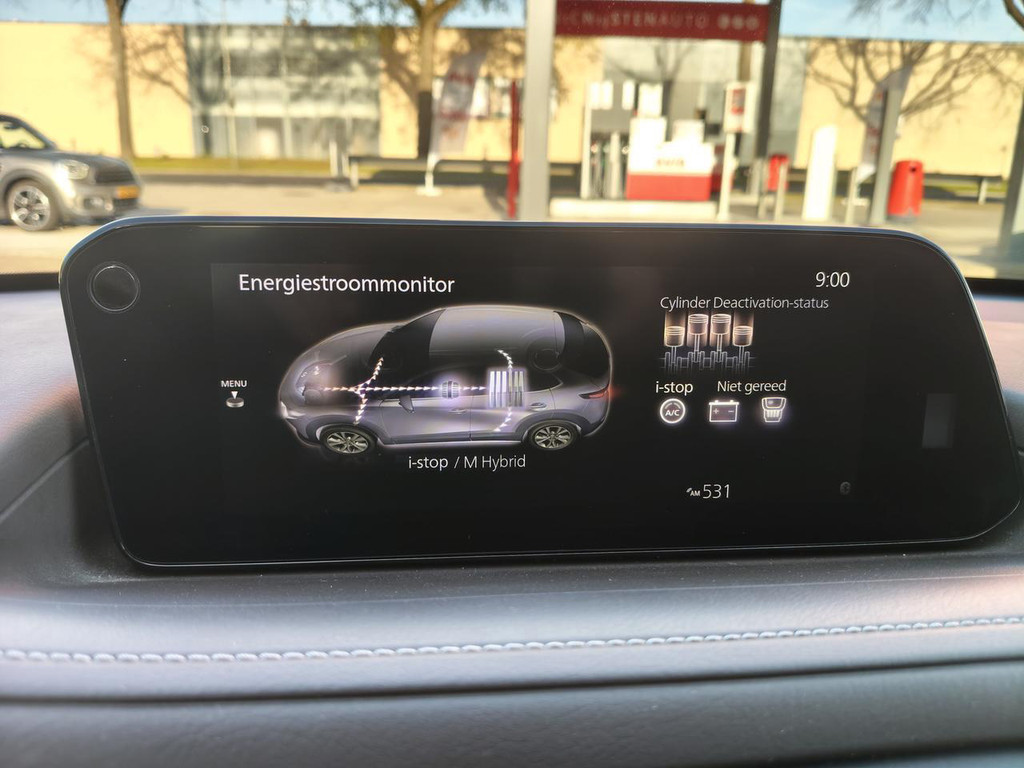 Energiestroommonitor
9:00
Cylinder Deactivation-status
MENU
i-stop Niet gereed
A/C
i-stop / M Hybrid
AM 531